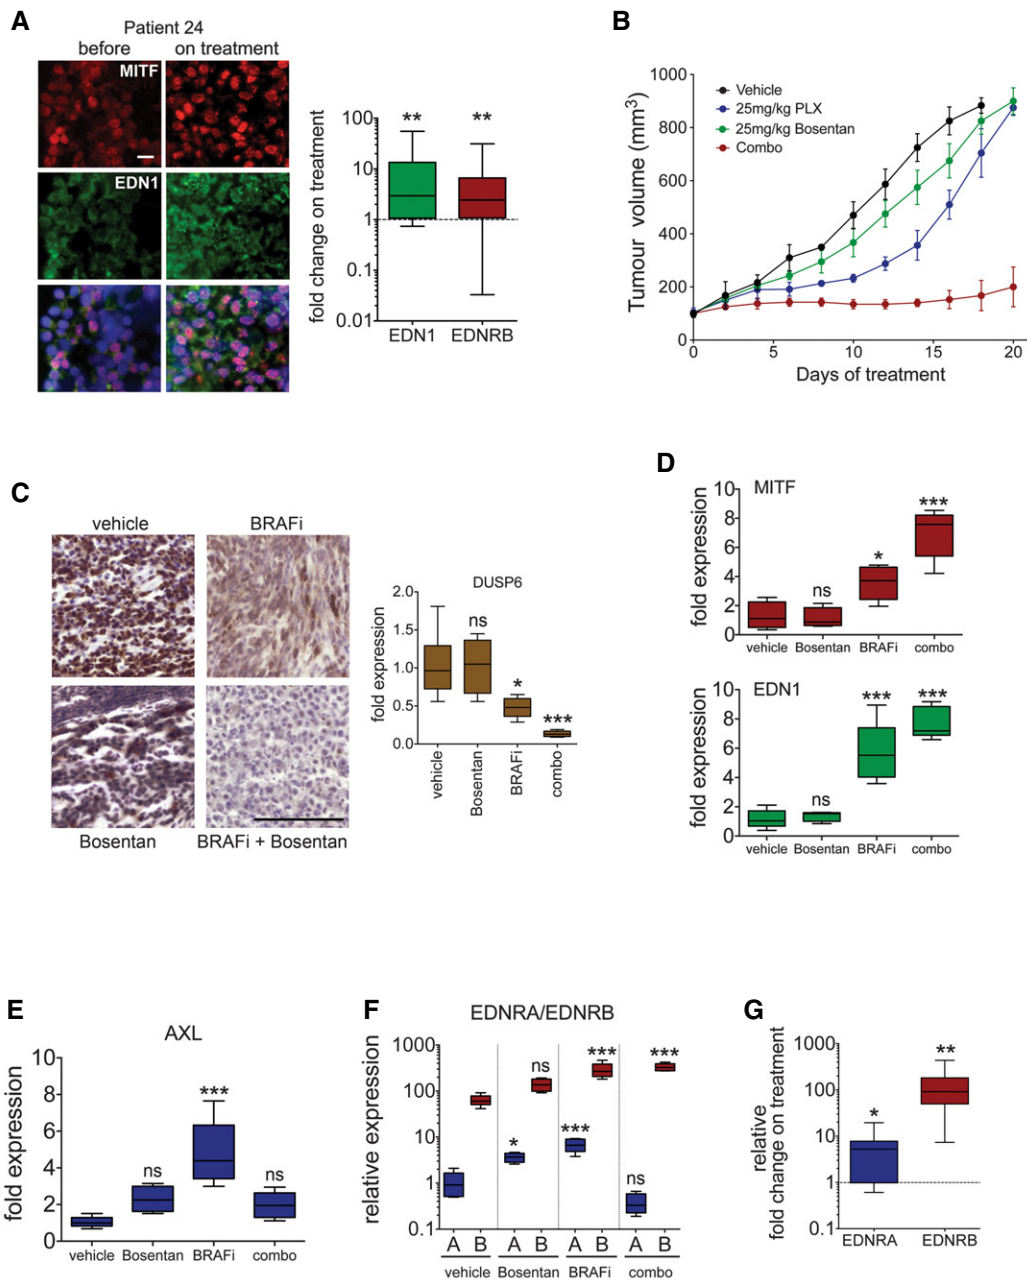 A
Patient 24
before on treatment
MITF
EDN1
fold change on treatment
100
10
1
0.1
0.01
** **
EDN1 EDNRB
B
Tumour volume (mm3)
1000
800
600
400
200
0
Vehicle
25mg/kg PLX
25mg/kg Bosentan
Combo
0 5 10 15 20
Days of treatment
C
vehicle BRAFi
Bosentan BRAFi + Bosentan
DUSP6
fold expression
2.0
1.5
1.0
0.5
0.0
ns
*
***
vehicle
Bosentan
BRAFi
combo
D
MITF
fold expression
10
8
6
4
2
0
ns
*
***
vehicle Bosentan BRAFi combo
EDN1
fold expression
10
8
6
4
2
0
ns
***
***
vehicle Bosentan BRAFi combo
E
AXL
fold expression
10
8
6
4
2
0
ns
***
ns
vehicle Bosentan BRAFi combo
F
EDNRA/EDNRB
relative expression
1000
100
10
1
0.1
*
ns
***
***
ns
***
A B A B A B A B
vehicle Bosentan BRAFi combo
G
relative
fold change on treatment
1000
100
10
1
0.1
*
**
EDNRA EDNRB